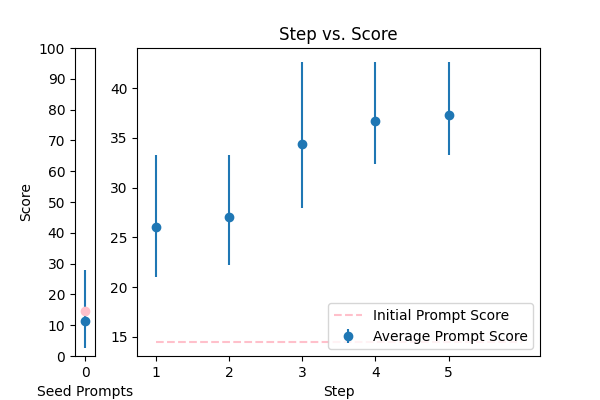 Step vs. Score
100
90
80
70
60
50
40
30
20
10
0
Score
0
Seed Prompts
40
35
30
25
20
15
1 2 3 4 5
Step
Initial Prompt Score
Average Prompt Score